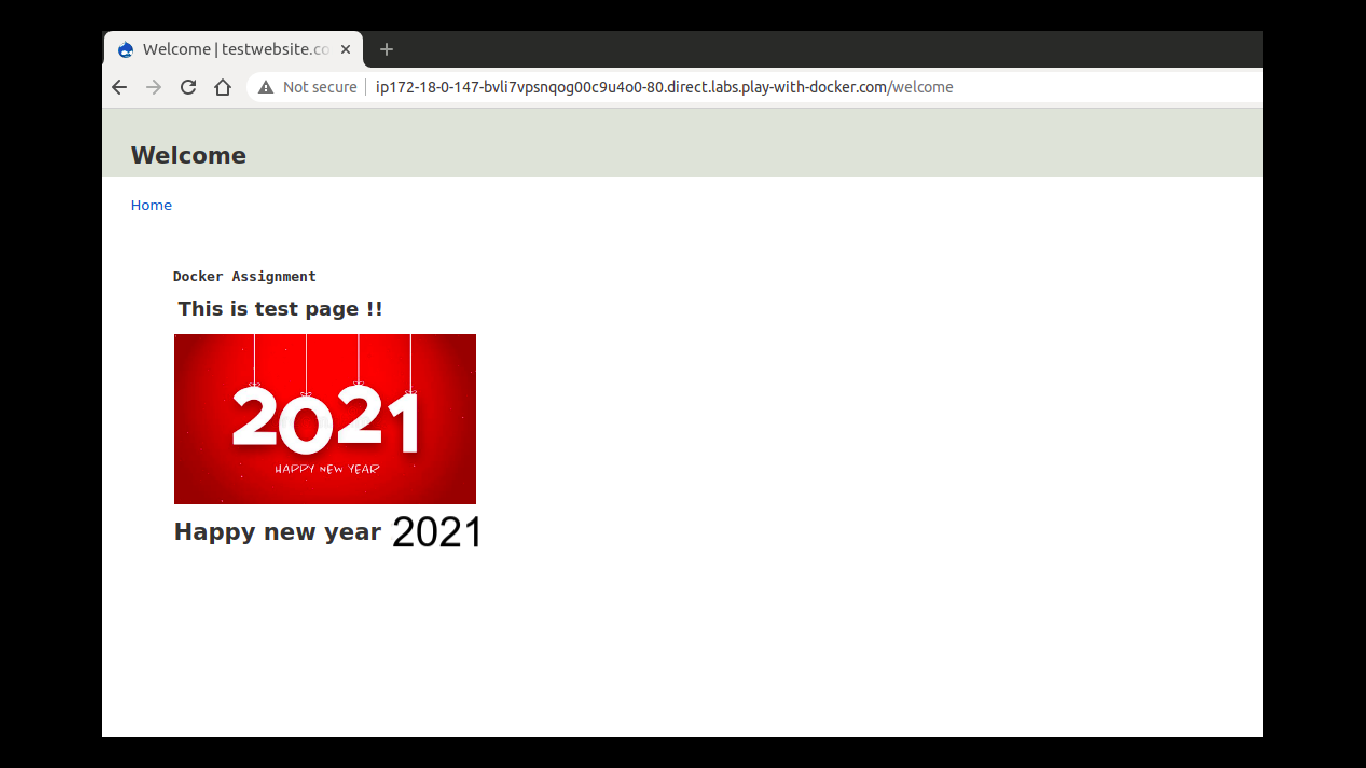 Welcome | testwebsite.co
Not secure
ip172-18-0-147-bvli7vpsnqog00c9u4o0-80.direct.labs.play-with-docker.com/welcome
Welcome
Home
Docker Assignment
This is test page !!
2021
HAPPY NEW YEAR
Happy new year 2021